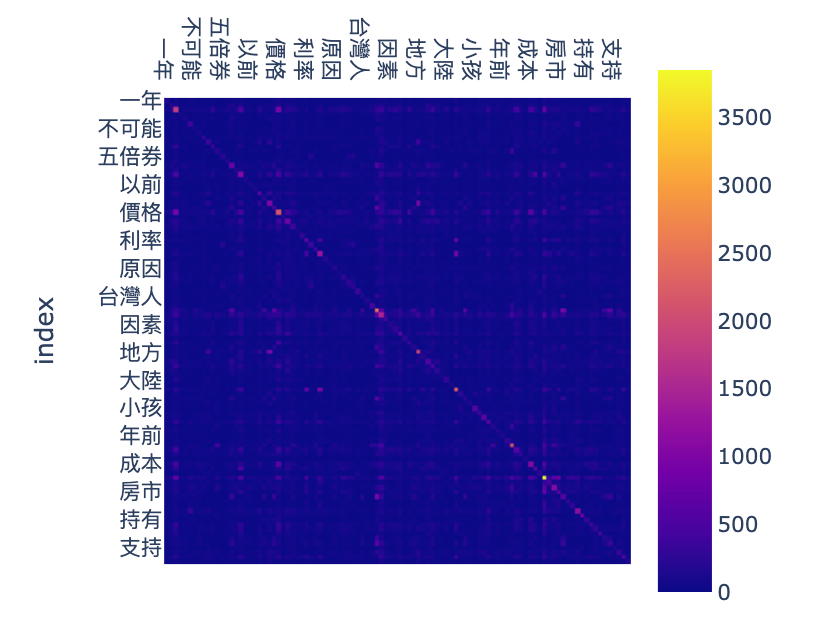 一年
不可能
五倍券
以前
價格
利率
原因
台灣人
因素
地方
大陸
小孩
年前
成本
房市
持有
支持
一年
不可能
五倍券
以前
價格
利率
原因
台灣人
因素
地方
大陸
小孩
年前
成本
房市
持有
支持
index
3500
3000
2500
2000
1500
1000
500
0